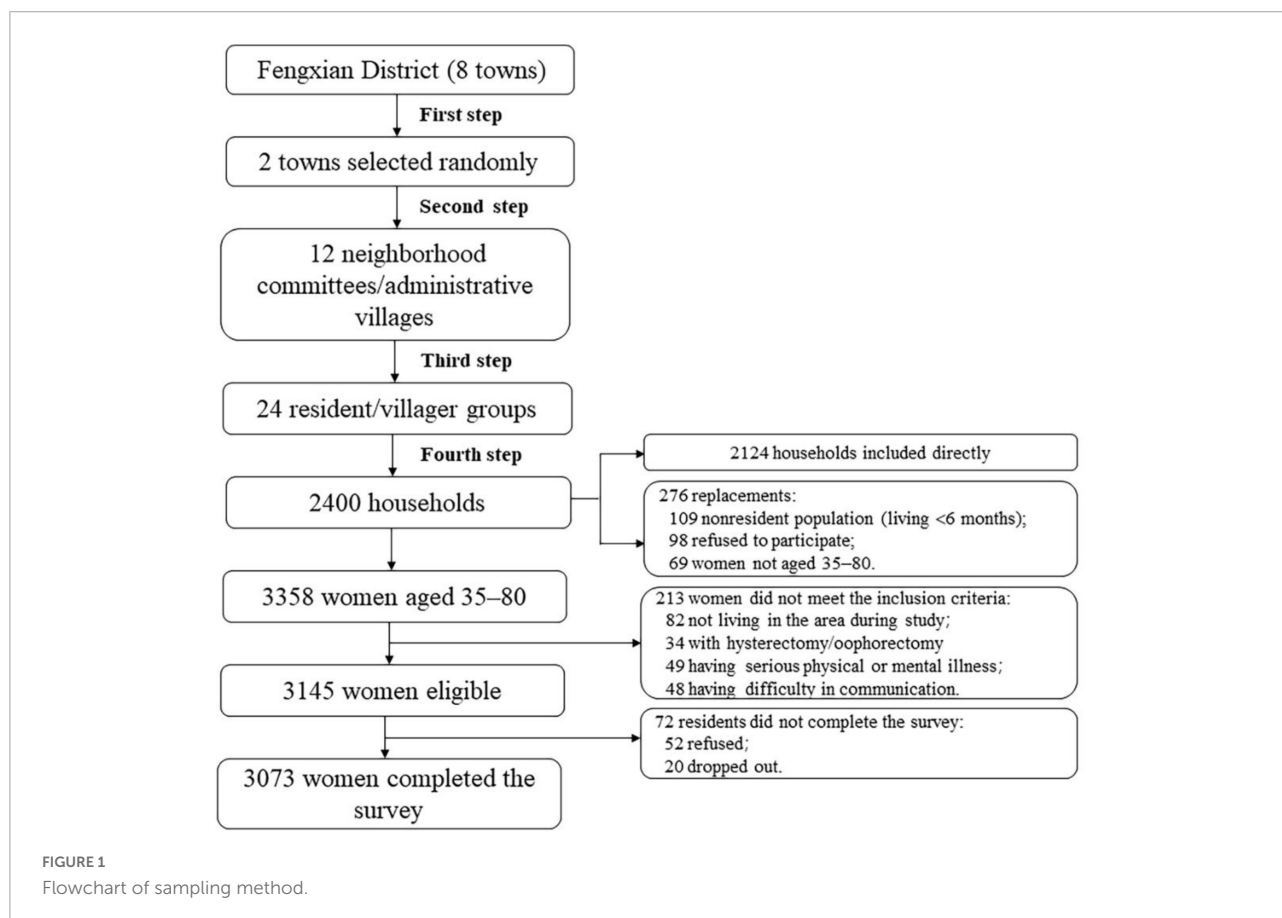 Fengxian District (8 towns)
First step
2 towns selected randomly
Second step
12 neighborhood
committees/administrative
villages
Third step
24 resident/villager groups
Fourth step
2400 households
2124 households included directly
276 replacements:
109 nonresident population (living <6 months);
98 refused to participate;
69 women not aged 35–80.
3358 women aged 35–80
213 women did not meet the inclusion criteria:
82 not living in the area during study;
34 with hysterectomy/oophorectomy
49 having serious physical or mental illness;
48 having difficulty in communication.
3145 women eligible
72 residents did not complete the survey:
52 refused;
20 dropped out.
3073 women completed the
survey
FIGURE 1
Flowchart of sampling method.